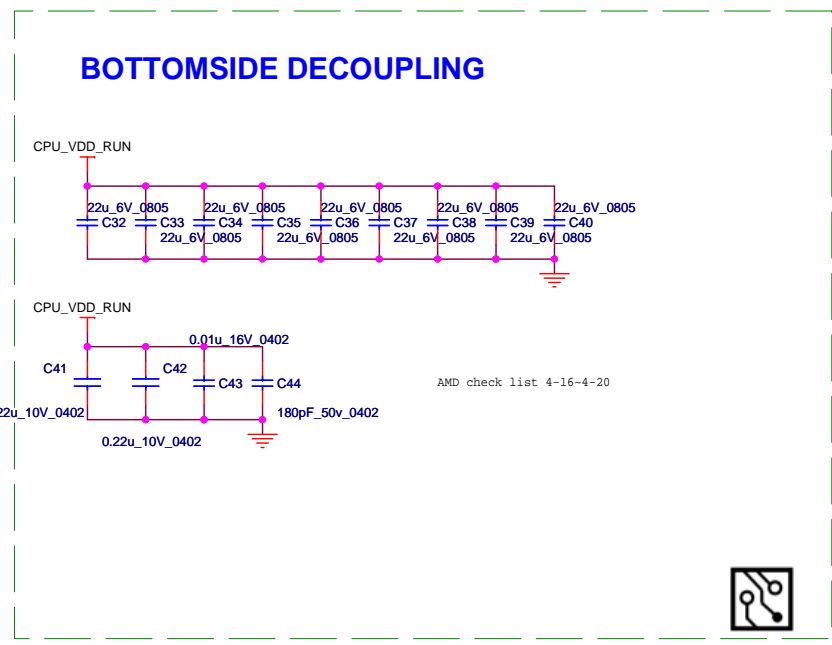 BOTTOMSIDE DECOUPLING
CPU_VDD_RUN
22u_6V_0805 22u_6V_0805 22u_6V_0805 22u_6V_0805 22u_6V_0805
C32 C33 C34 C35 C36 C37 C38 C39 C40
22u_6V_0805 22u_6V_0805 22u_6V_0805 22u_6V_0805
CPU_VDD_RUN
0.01u_16V_0402
C41 C42
C43 C44
AMD check list 4-16~4-20
22u_10V_0402 180pF_50v_0402
0.22u_10V_0402